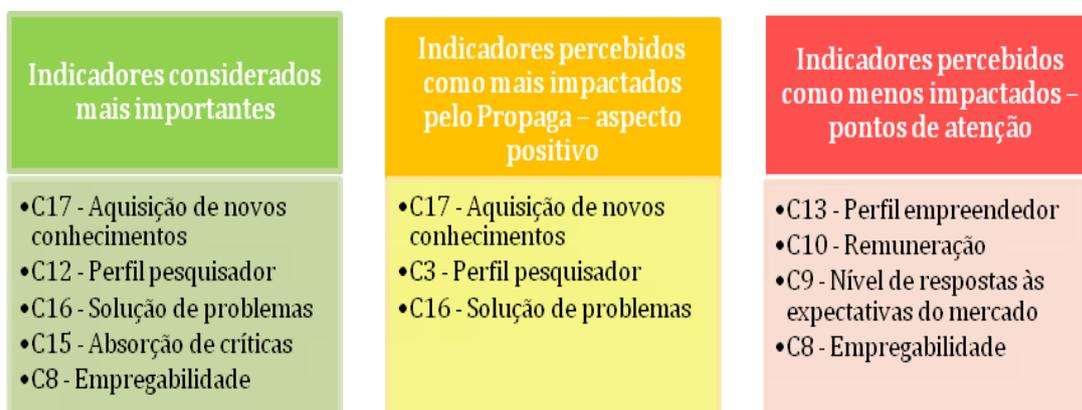 Indicadores considerados
mais importantes
•C17 - Aquisição de novos
conhecimentos
•C12 - Perfil pesquisador
•C16 - Solução de problemas
•C15 - Absorção de críticas
•C8 - Empregabilidade
Indicadores percebidos
como mais impactados
pelo Propaga – aspecto
positivo
•C17 - Aquisição de novos
conhecimentos
•C3 - Perfil pesquisador
•C16 - Solução de problemas
Indicadores percebidos
como menos impactados –
pontos de atenção
•C13 - Perfil empreendedor
•C10 - Remuneração
•C9 - Nível de respostas às
expectativas do mercado
•C8 - Empregabilidade